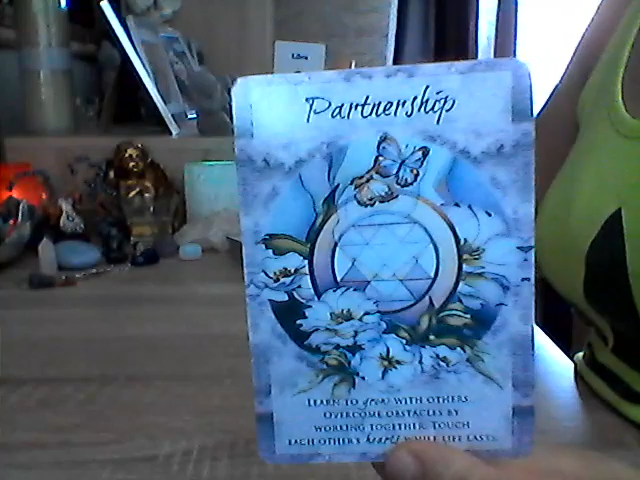 Partnership
LEARN TO grow WITH OTHERS.
OVERCOME OBSTACLES BY
WORKING TOGETHER. TOUCH
EACH OTHER'S hearts WHILE LIFE LASTS.